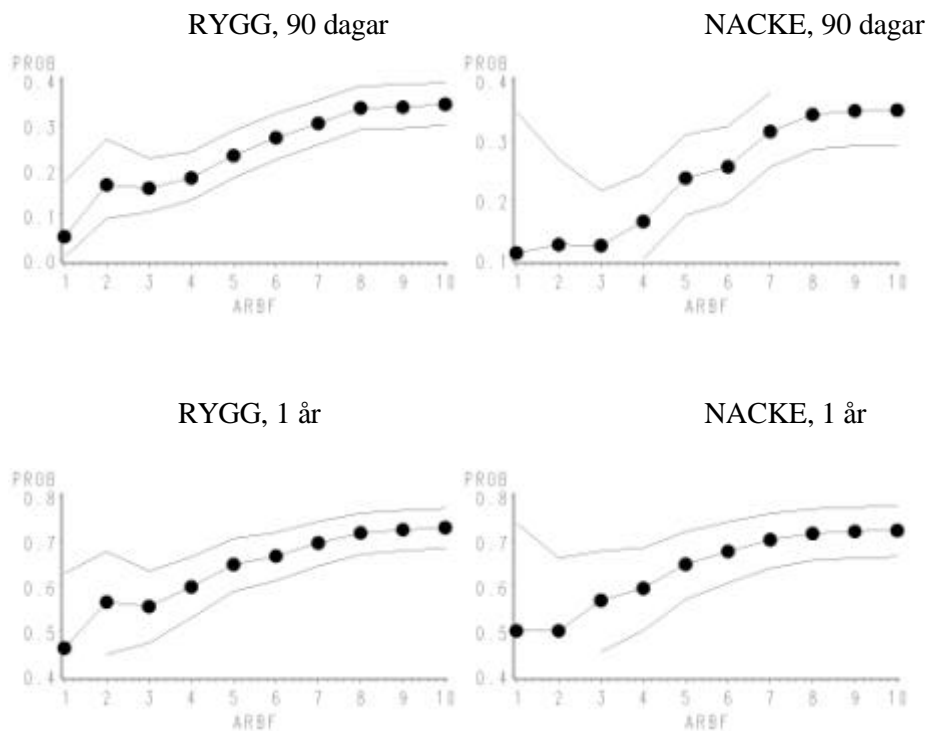 RYGG, 90 dagar
NACKE, 90 dagar
PROB
0.4
0.3
0.2
0.1
0.0
1 2 3 4 5 6 7 8 9 10
ARBF
PROB
0.4
0.3
0.2
0.1
1 2 3 4 5 6 7 8 9 10
ARBF
RYGG, 1 år
NACKE, 1 år
PROB
0.8
0.7
0.6
0.5
0.4
1 2 3 4 5 6 7 8 9 10
ARBF
PROB
0.8
0.7
0.6
0.5
0.4
1 2 3 4 5 6 7 8 9 10
ARBF